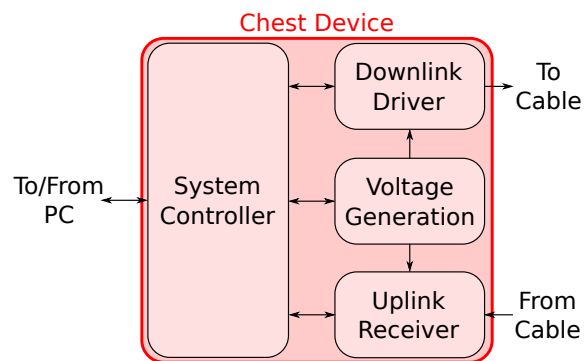 Chest Device
Downlink
Driver
To
Cable
To/From
PC
System
Controller
Voltage
Generation
Uplink
Receiver
From
Cable